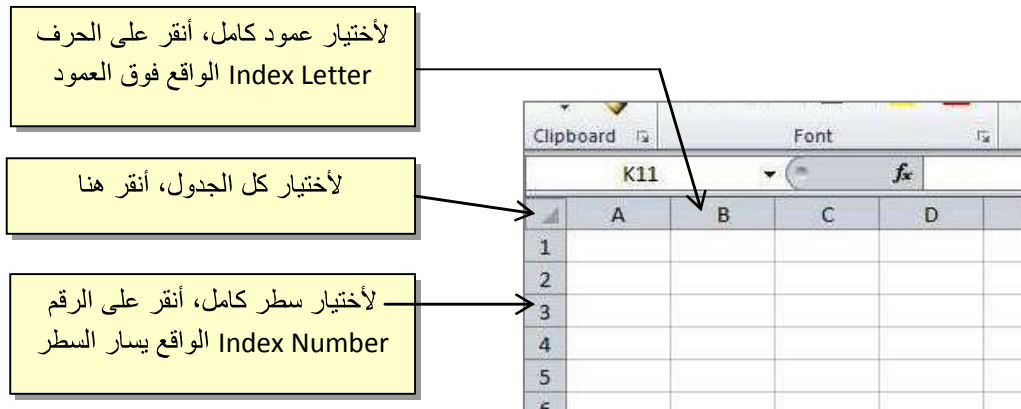 لأختيار عمود كامل، أنقر على الحرف
Index Letter الواقع فوق العمود
لأختيار كل الجدول، أنقر هنا
لأختيار سطر كامل، أنقر على الرقم
Index Number الواقع يسار السطر
Clipboard Font
K11 fx
A B C D
1
2
3
4
5
6